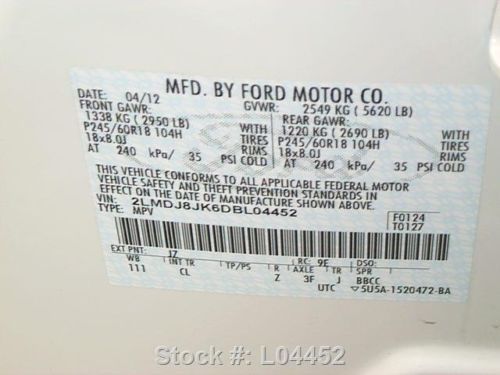 MFD. BY FORD MOTOR CO.
DATE: 04/12 GVWR: 2549 KG ( 5620 LB)
FRONT GAWR: REAR GAWR:
1338 KG ( 2950 LB) WITH 1220 KG ( 2690 LB) WITH
P245/60R18 104H TIRES P245/60R18 104H TIRES
18x8.0J RIMS 18x8.0J RIMS
AT 240 kPa/ 35 PSI COLD AT 240 kPa/ 35 PSI COLD
THIS VEHICLE CONFORMS TO ALL APPLICABLE FEDERAL MOTOR
VEHICLE SAFETY AND THEFT PREVENTION STANDARDS IN
EFFECT ON THE DATE OF MANUFACTURE SHOWN ABOVE.
VIN: 2LMDJ8JK6DBL04452 F0124
TYPE: MPV T0127
EXT PNT: JZ RC: 9E DSO:
WB INT TR TP/PS R AXLE TR SPR
111 CL Z 3F J BBCC
UTC 5U5A-1520472-BA
Stock #: L04452